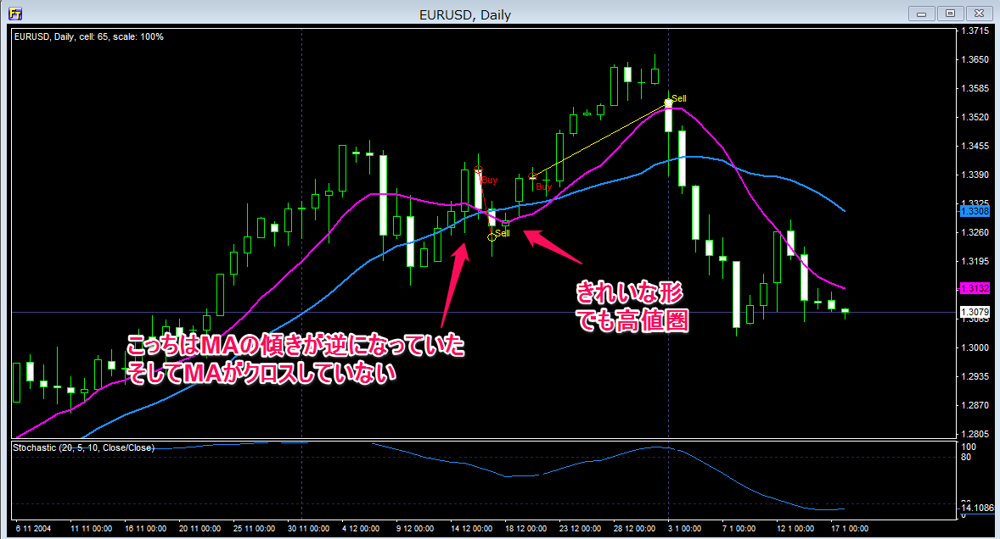 EURUSD, Daily
EURUSD, Daily, cell: 65, scale: 100%
1.3715
1.3650
1.3585
Sell
1.3520
1.3455
Buy
Buy
1.3390
1.3325
1.3308
Sell
1.3260
1.3195
きれいな形
でも高値圏
1.3132
1.3079
1.3065
こっちはMAの傾きが逆になっていた
そしてMAがクロスしていない
1.3000
1.2935
1.2870
1.2805
Stochastic (20, 5, 10, Close/Close)
100
80
14.1086
0
6 11 2004 11 11 00:00 16 11 00:00 20 11 00:00 25 11 00:00 30 11 00:00 4 12 00:00 9 12 00:00 14 12 00:00 18 12 00:00 23 12 00:00 28 12 00:00 3 1 00:00 7 1 00:00 12 1 00:00 17 1 00:00